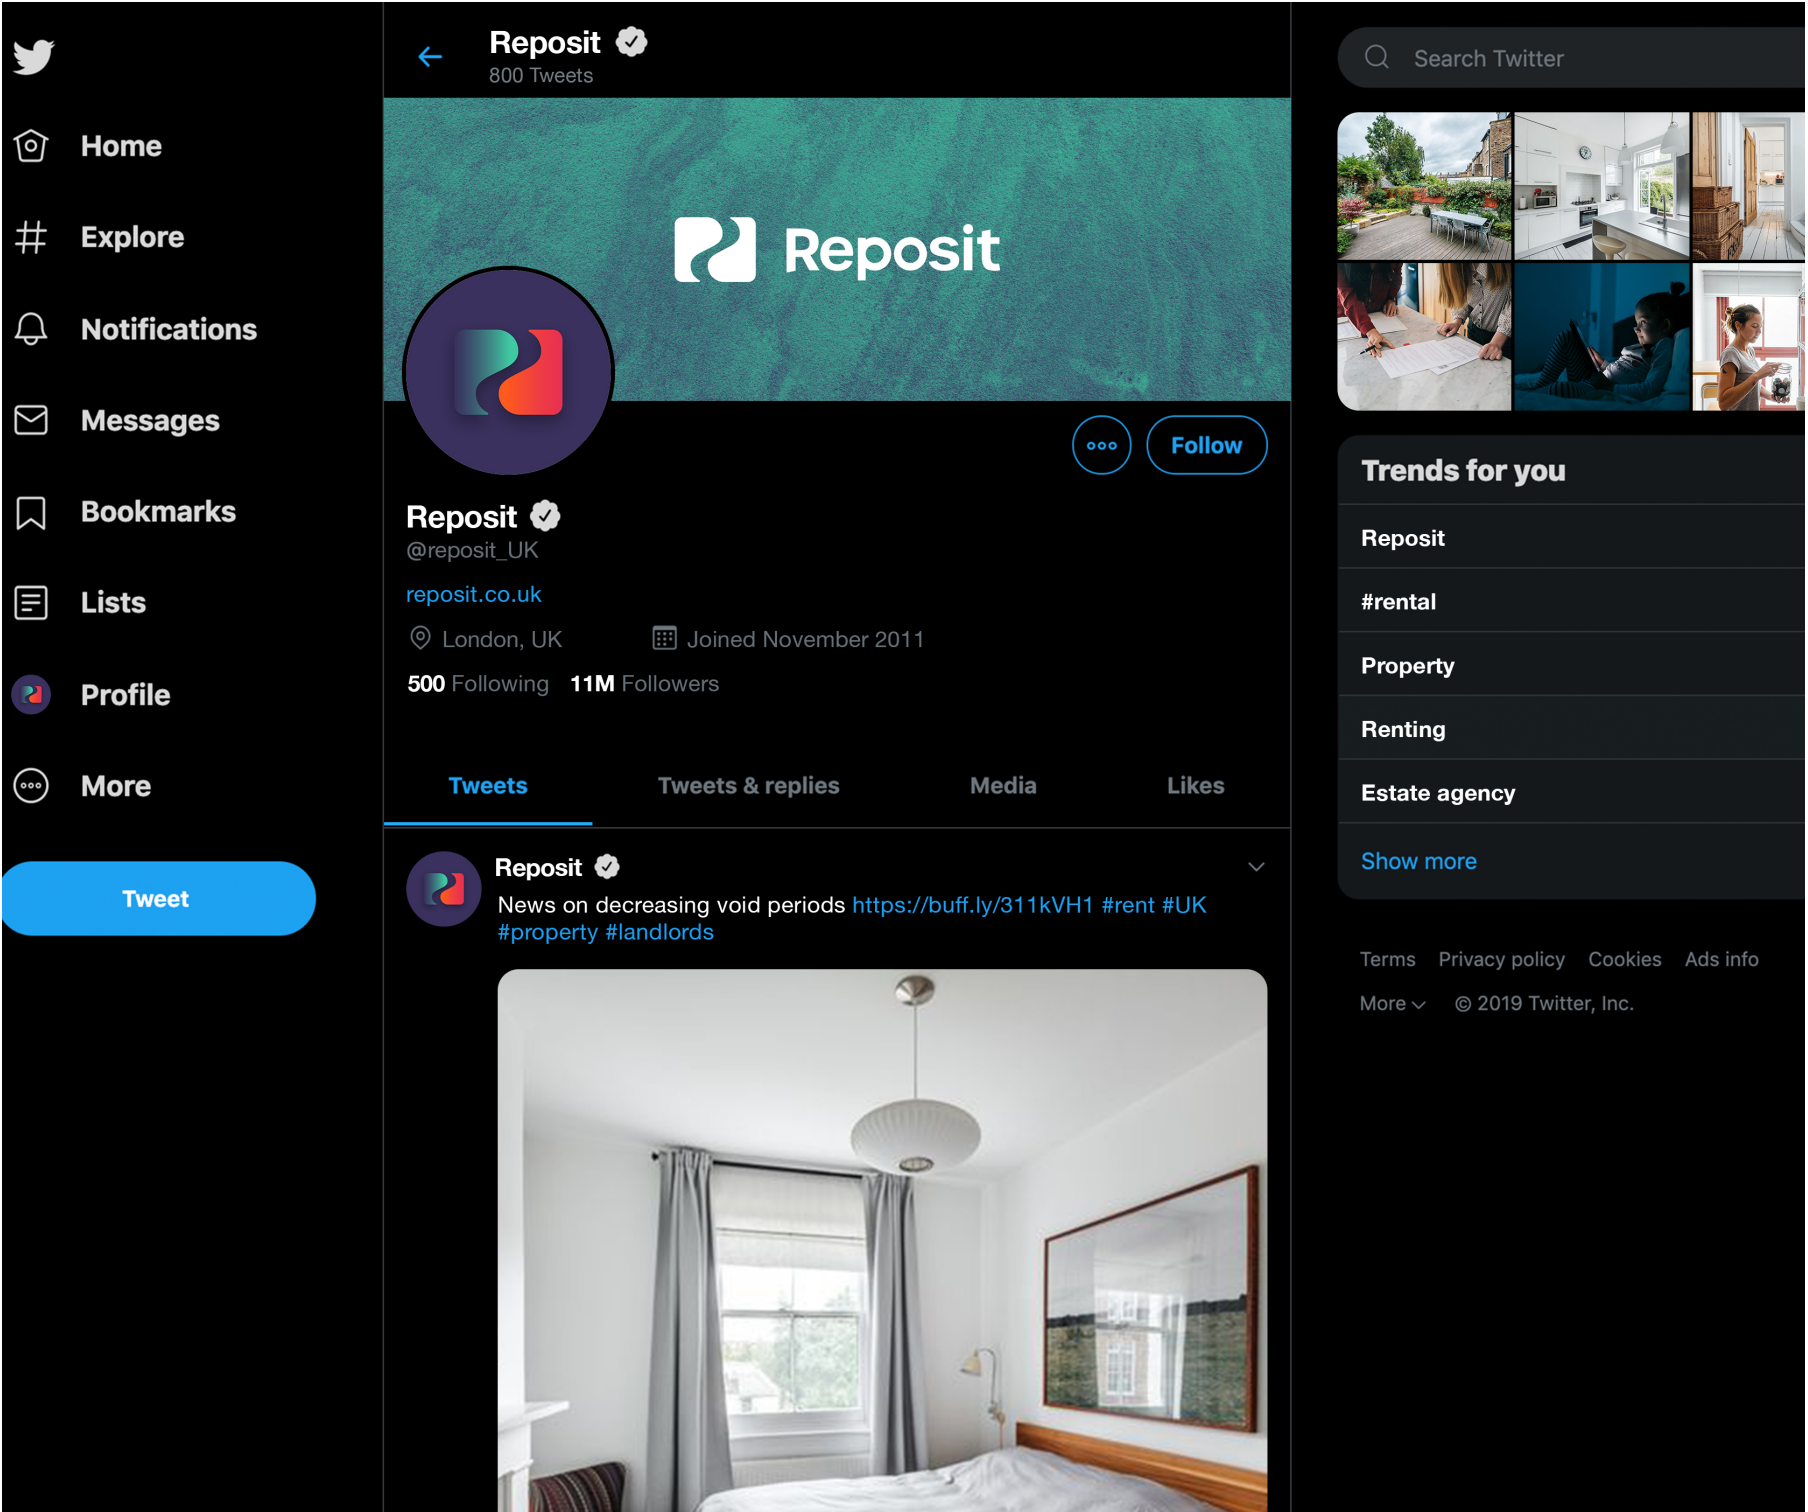 Home
Explore
Notifications
Messages
Bookmarks
Lists
Profile
More
Tweet
Reposit
800 Tweets
Reposit
Follow
Reposit
@reposit_UK
reposit.co.uk
London, UK Joined November 2011
500 Following 11M Followers
Tweets Tweets & replies Media Likes
Reposit
News on decreasing void periods https://buff.ly/311kVH1 #rent #UK
#property #landlords
Search Twitter
Trends for you
Reposit
#rental
Property
Renting
Estate agency
Show more
Terms Privacy policy Cookies Ads info
More © 2019 Twitter, Inc.